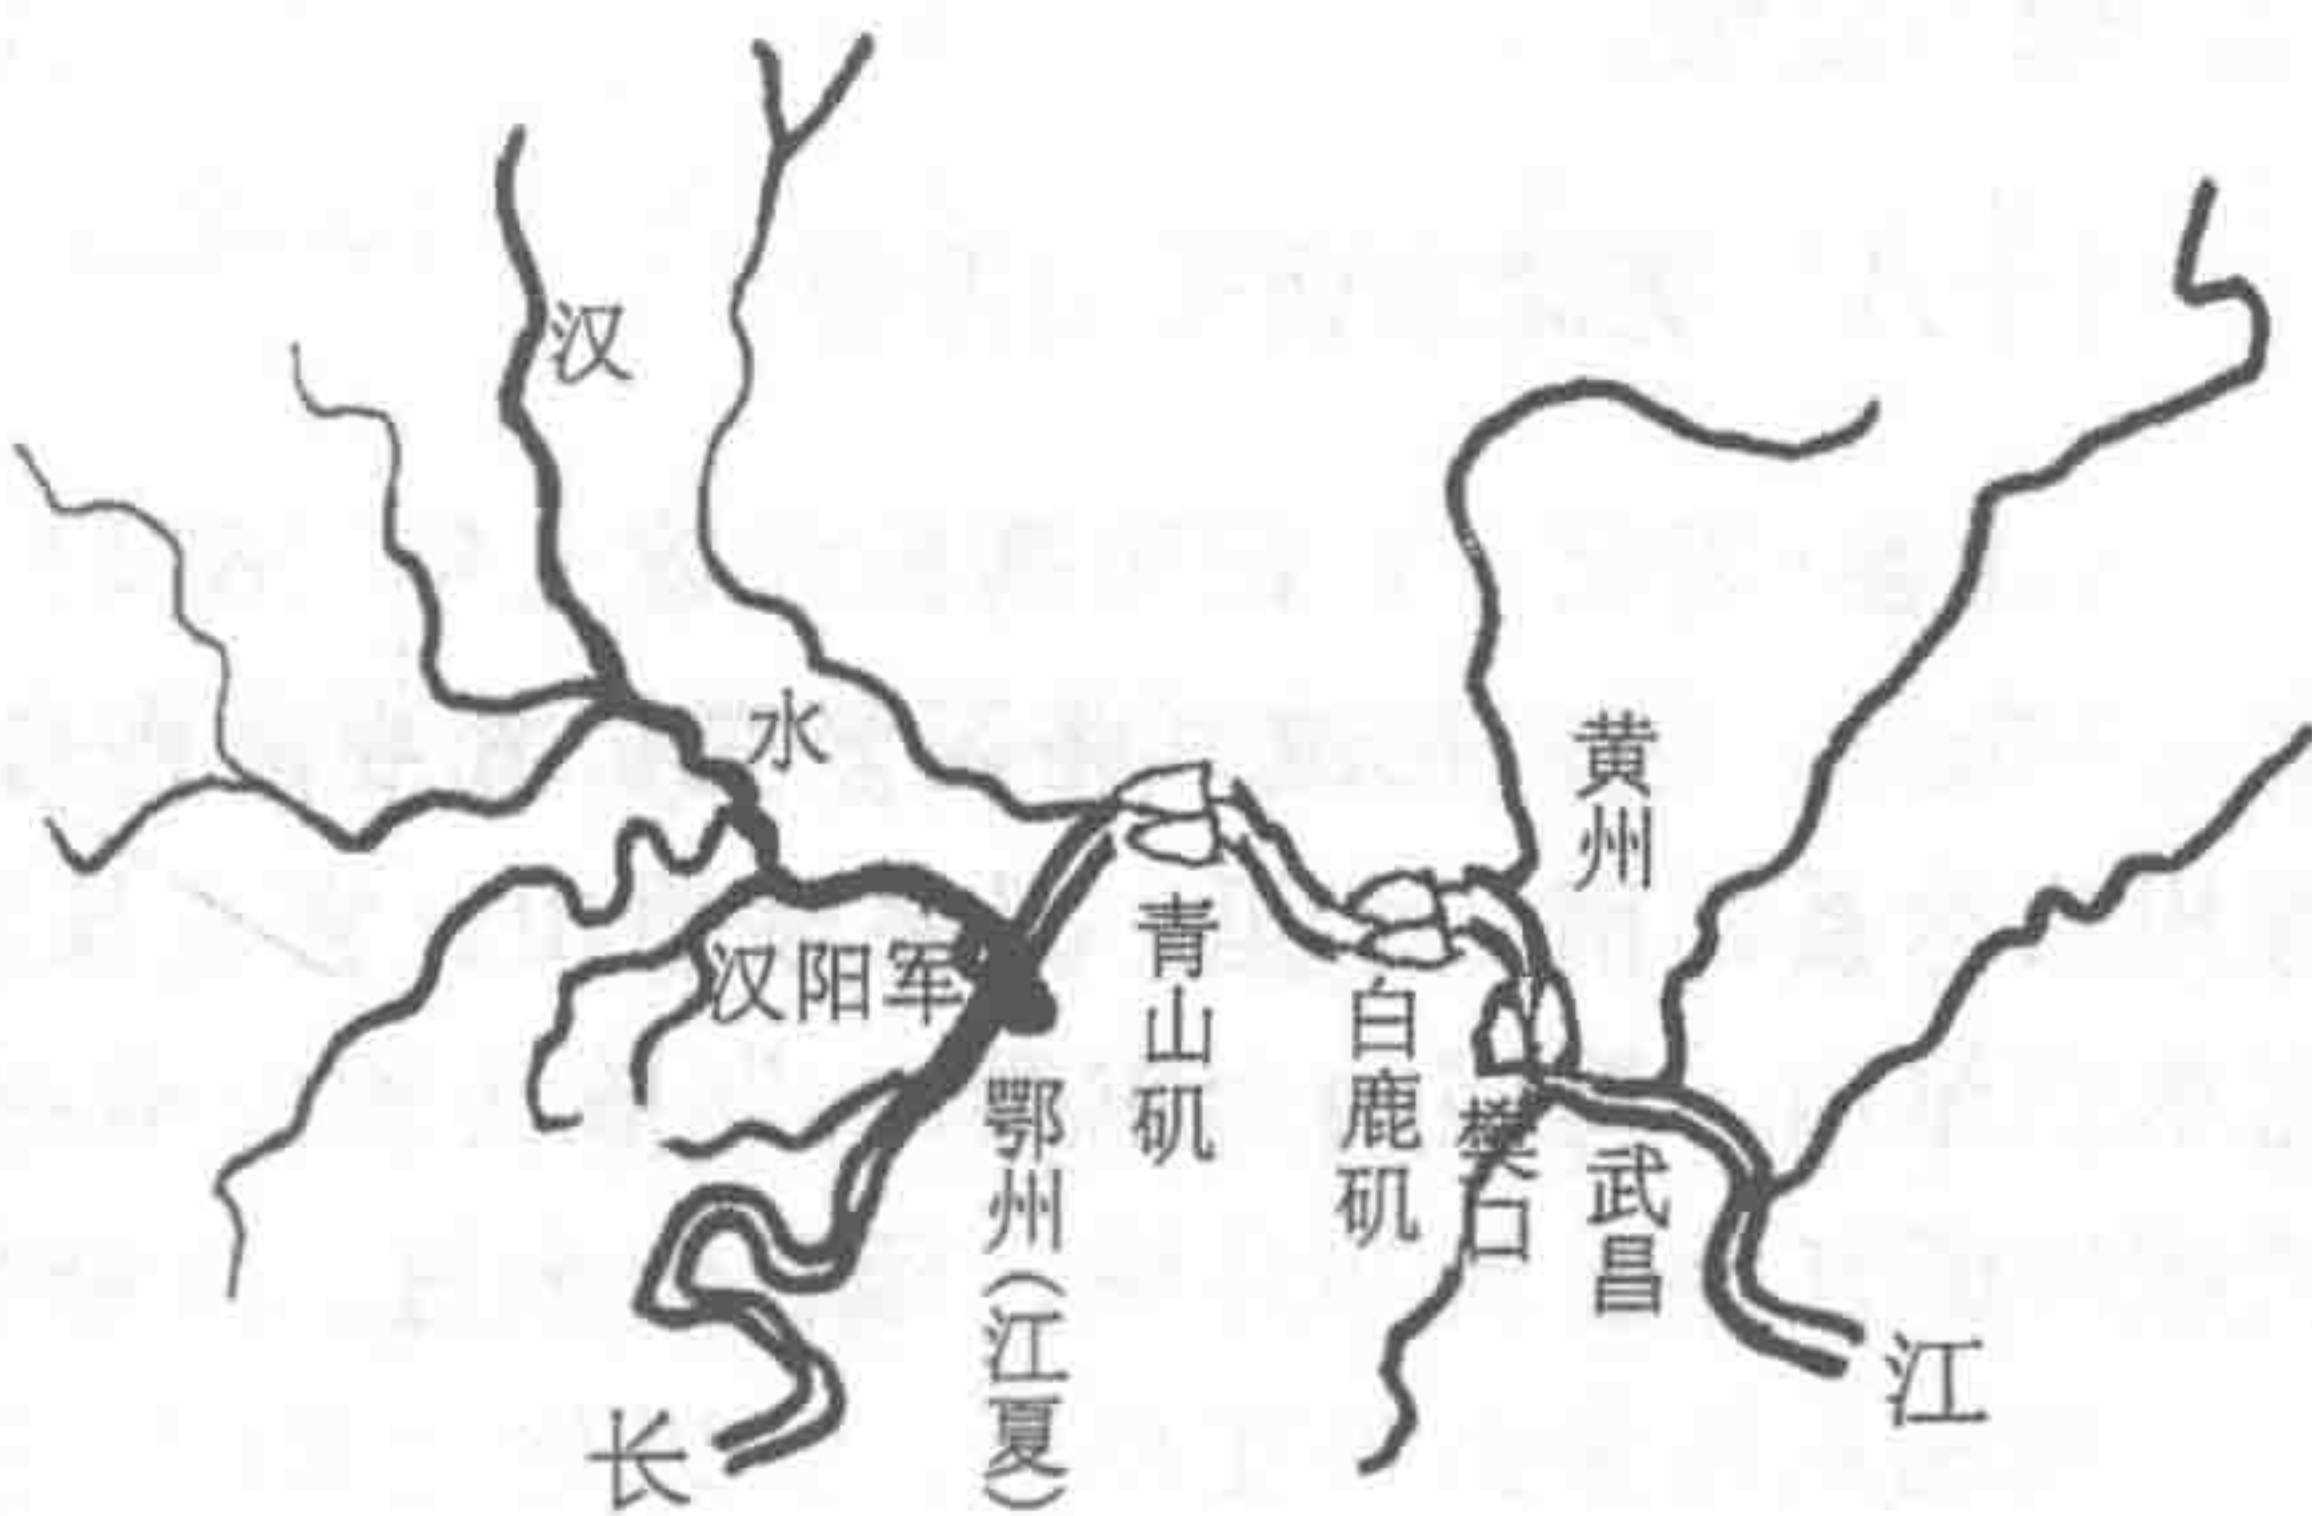 汉水
汉阳军
鄂州（江夏）
青山矶
白鹿矶
樊口
黄州
武昌
长江